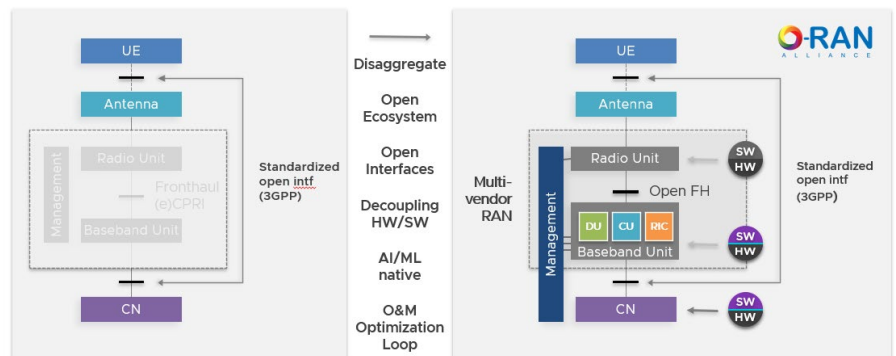 UE
Antenna
Management
Radio Unit
Fronthaul
(e)CPRI
Baseband Unit
CN
Standardized
open intf
(3GPP)
Disaggregate
Open
Ecosystem
Open
Interfaces
Decoupling
HW/SW
AI/ML
native
O&M
Optimization
Loop
O-RAN
ALLIANCE
UE
Antenna
Multi-
vendor
RAN
Management
Radio Unit
Open FH
DU CU RIC
Baseband Unit
CN
SW
HW
SW
HW
SW
HW
Standardized
open intf
(3GPP)